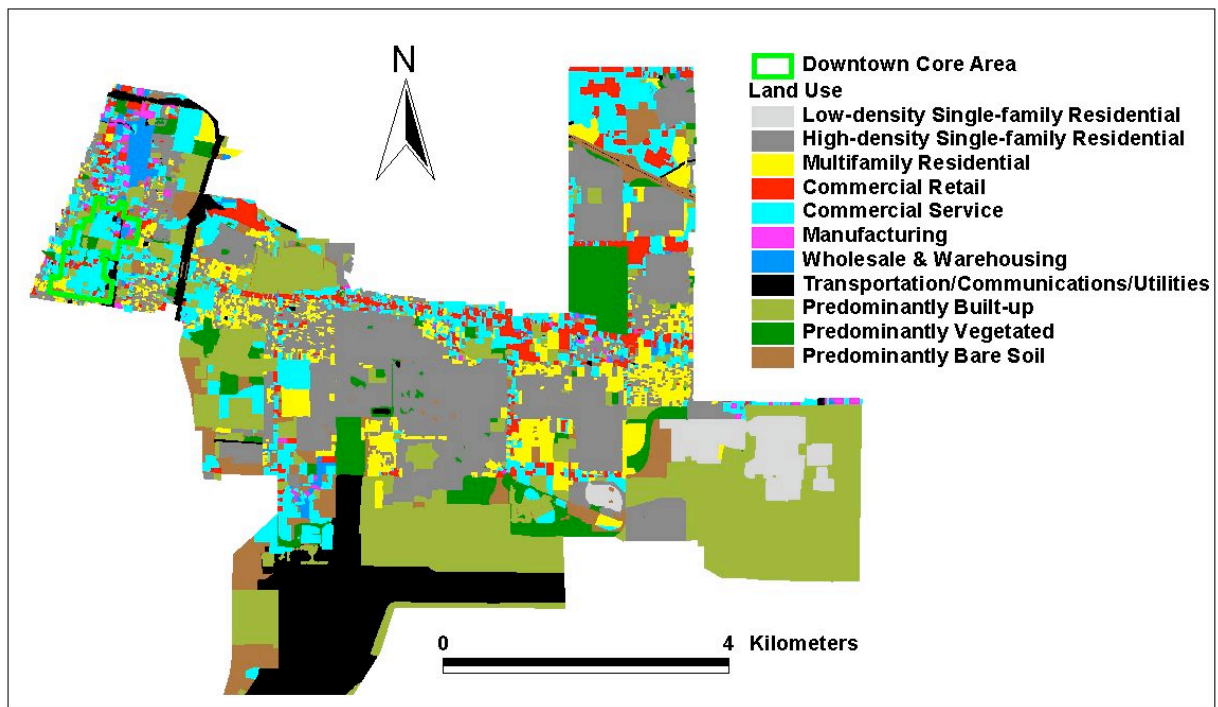 N
Downtown Core Area
Land Use
Low-density Single-family Residential
High-density Single-family Residential
Multifamily Residential
Commercial Retail
Commercial Service
Manufacturing
Wholesale & Warehousing
Transportation/Communications/Utilities
Predominantly Built-up
Predominantly Vegetated
Predominantly Bare Soil
0 4 Kilometers